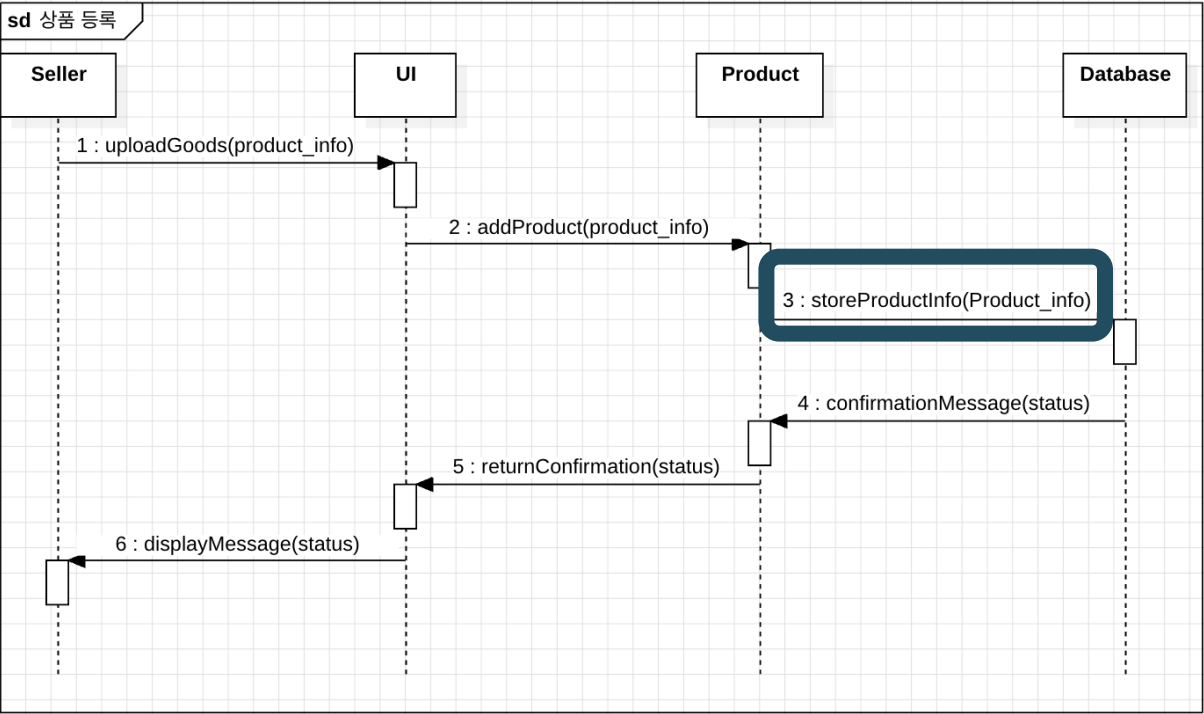 sd 상품 등록
Seller
UI
Product
Database
1 : uploadGoods(product_info)
2 : addProduct(product_info)
3 : storeProductInfo(Product_info)
4 : confirmationMessage(status)
5 : returnConfirmation(status)
6 : displayMessage(status)